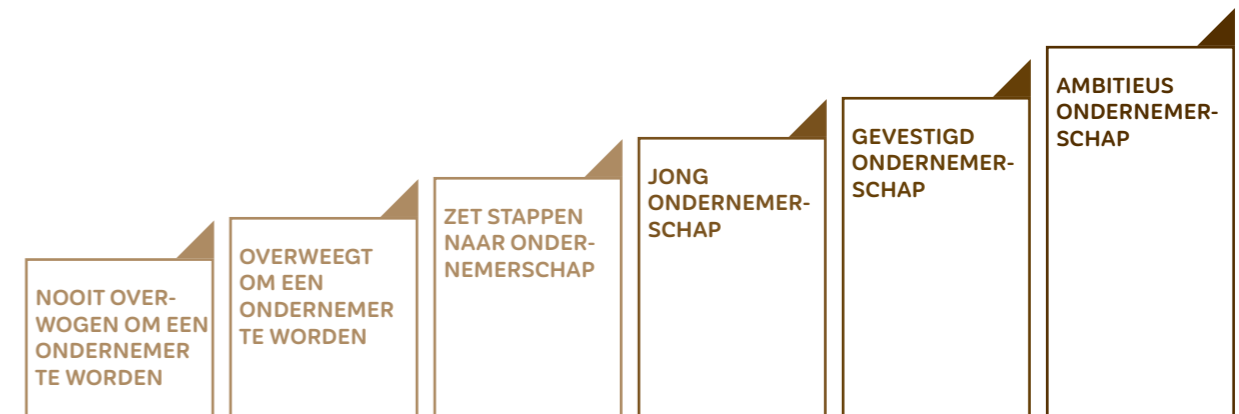 NOOIT OVER-
WOGEN OM EEN
ONDERNEMER
TE WORDEN
OVERWEEGT
OM EEN
ONDERNEMER
TE WORDEN
ZET STAPPEN
NAAR ONDER-
NEMERSCHAP
JONG
ONDERNEMER-
SCHAP
GEVESTIGD
ONDERNEMER-
SCHAP
AMBITIEUS
ONDERNEMER-
SCHAP